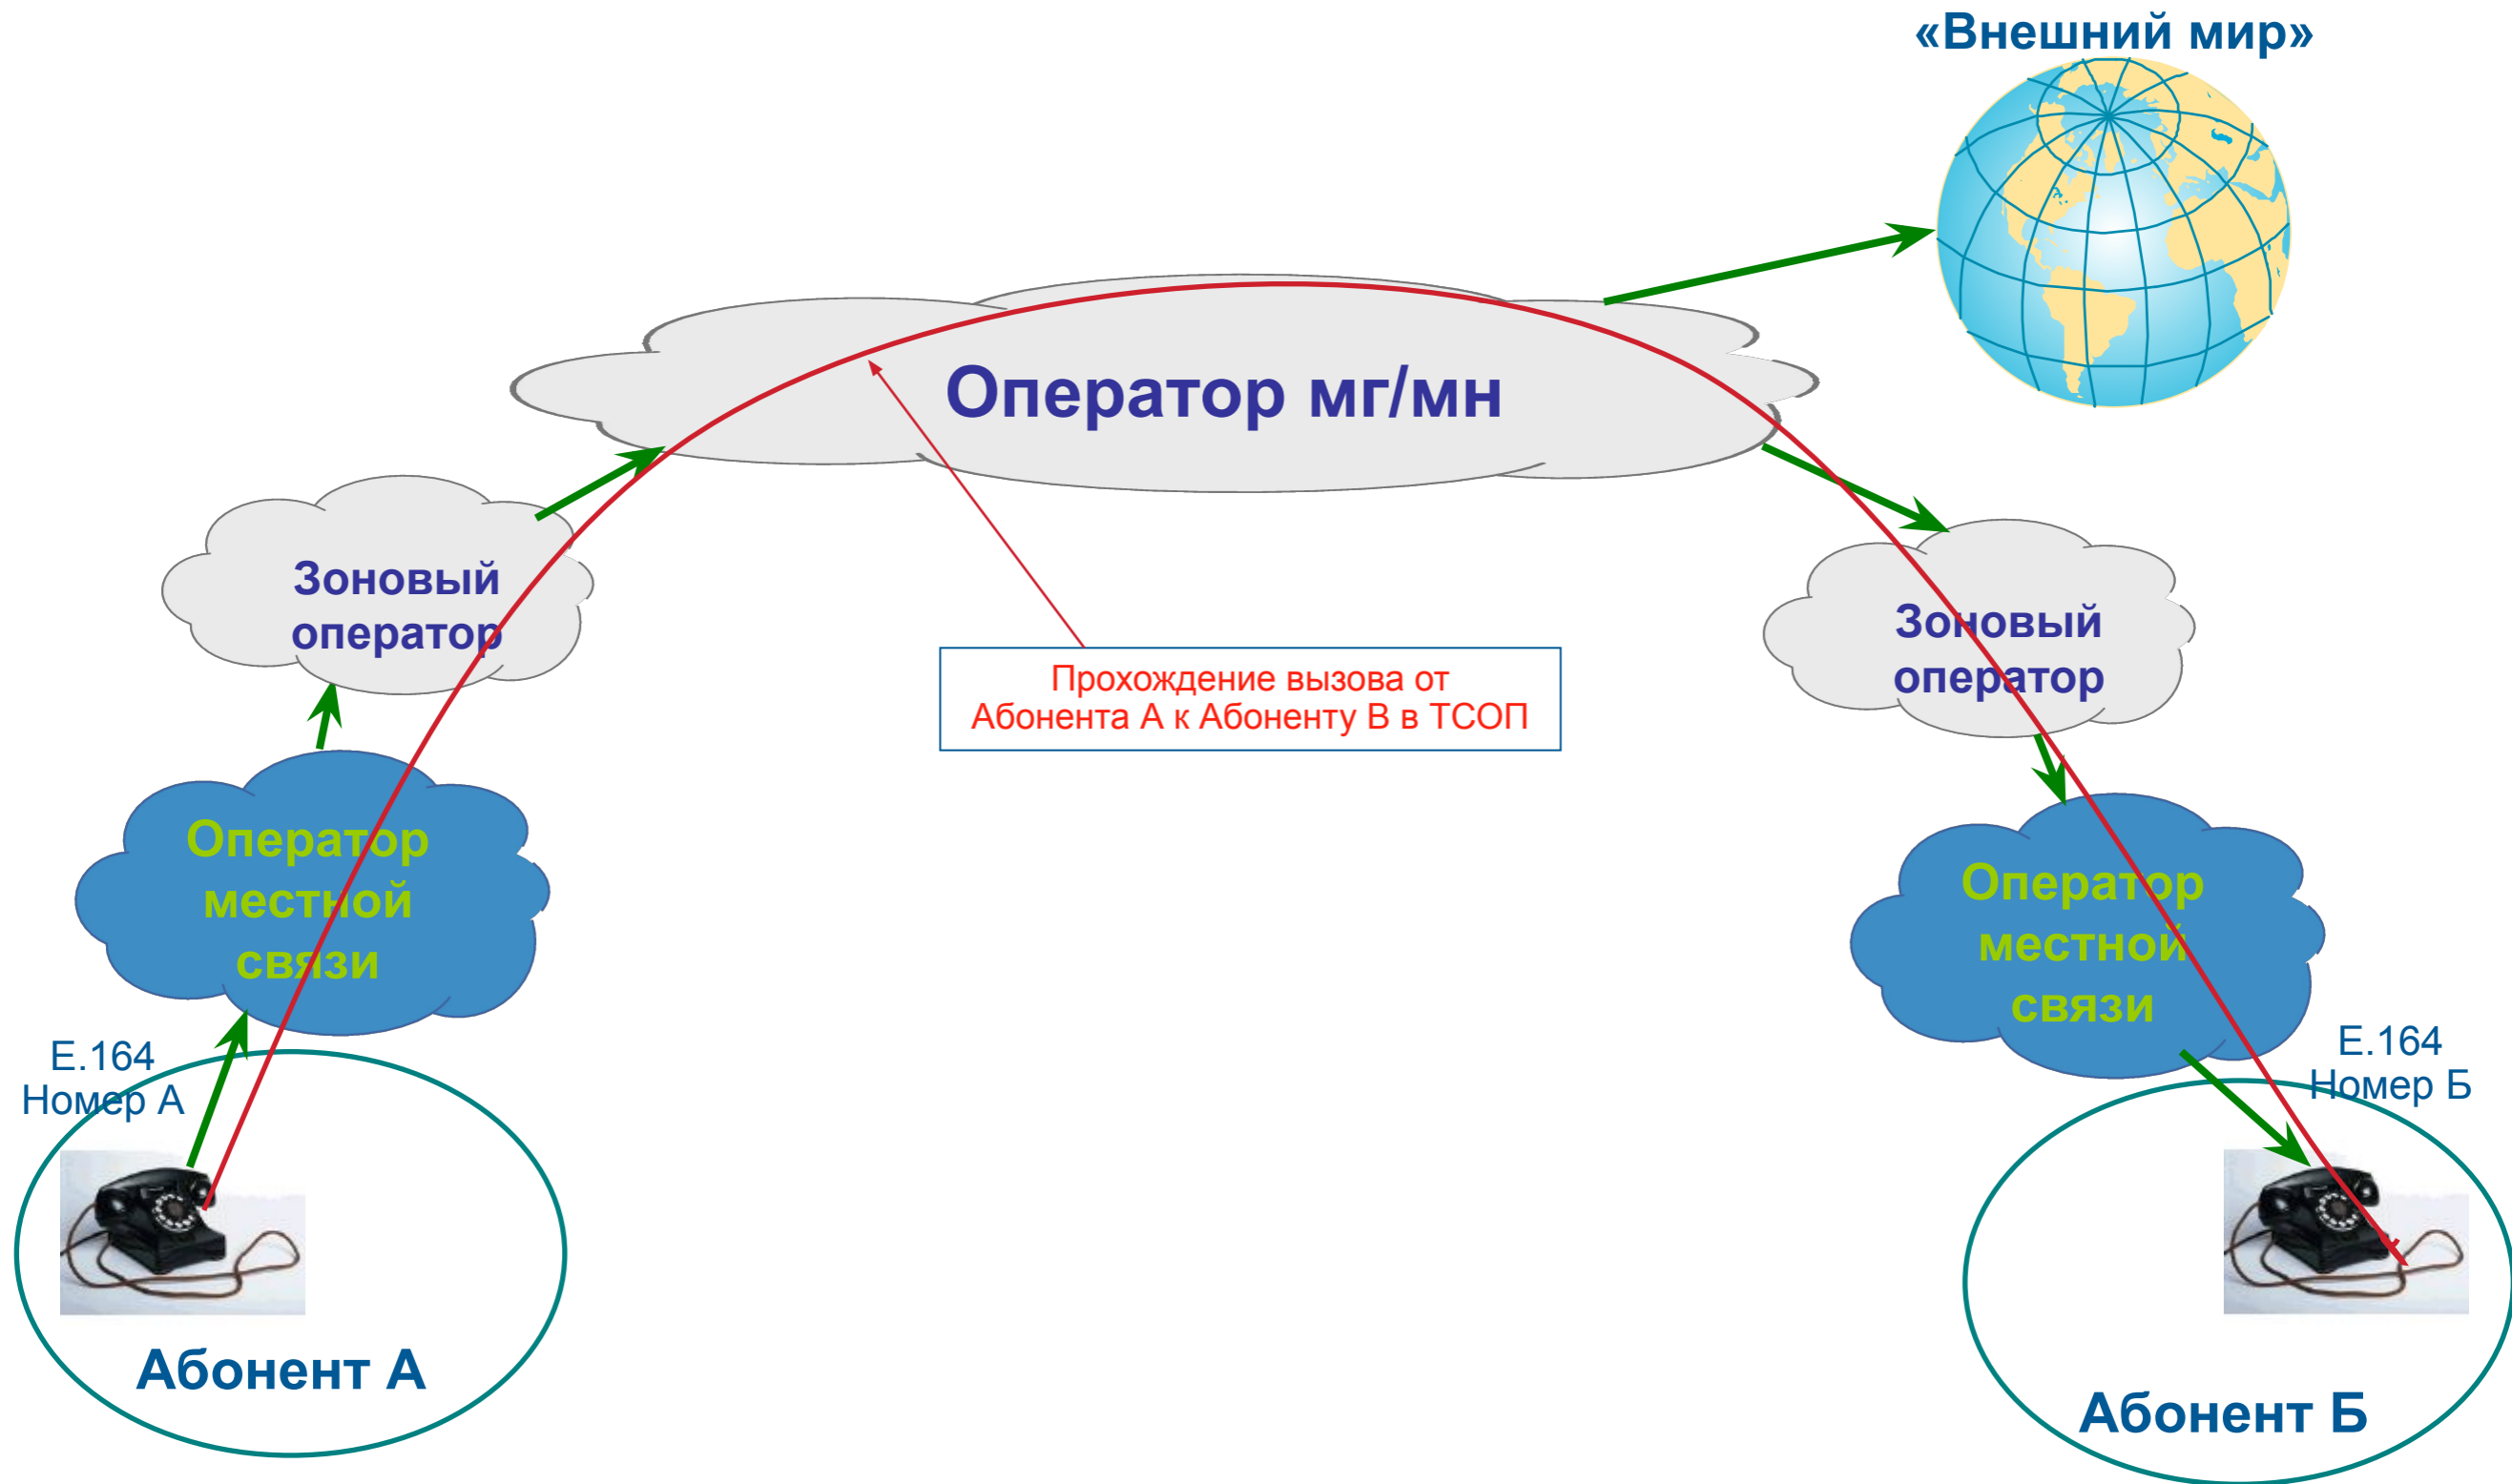 «Внешний мир»
Оператор мг/мн
Зоновый
оператор
Зоновый
оператор
Прохождение вызова от
Абонента А к Абоненту В в ТСОП
Оператор
местной
связи
Оператор
местной
связи
Е.164
Номер А
Е.164
Номер Б
Абонент А
Абонент Б